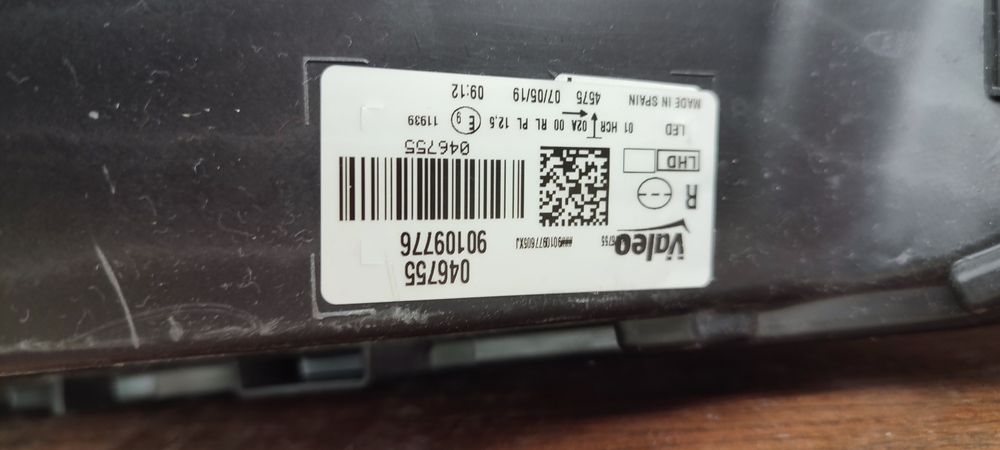 046755
90109776
Valeo
R
LHD
LED
046755
01 HCR 02A 00 RL PL 12,5
E9
11939
MADE IN SPAIN
4575 07/05/19 09:12